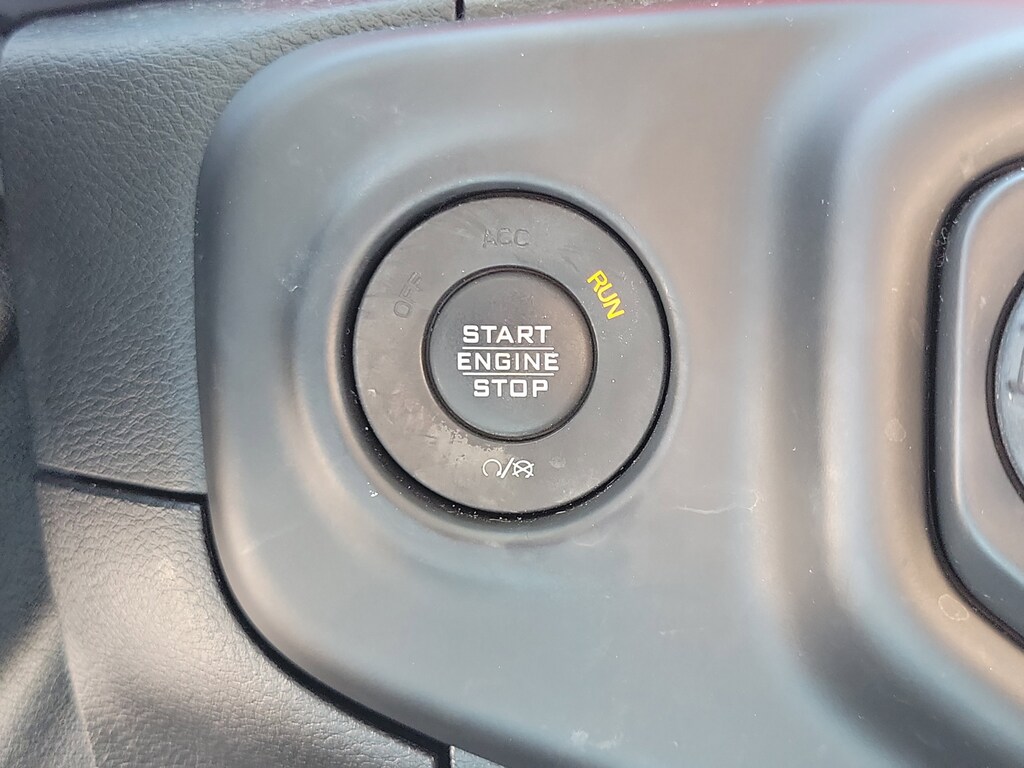 ACC
OFF
RUN
START
ENGINE
STOP